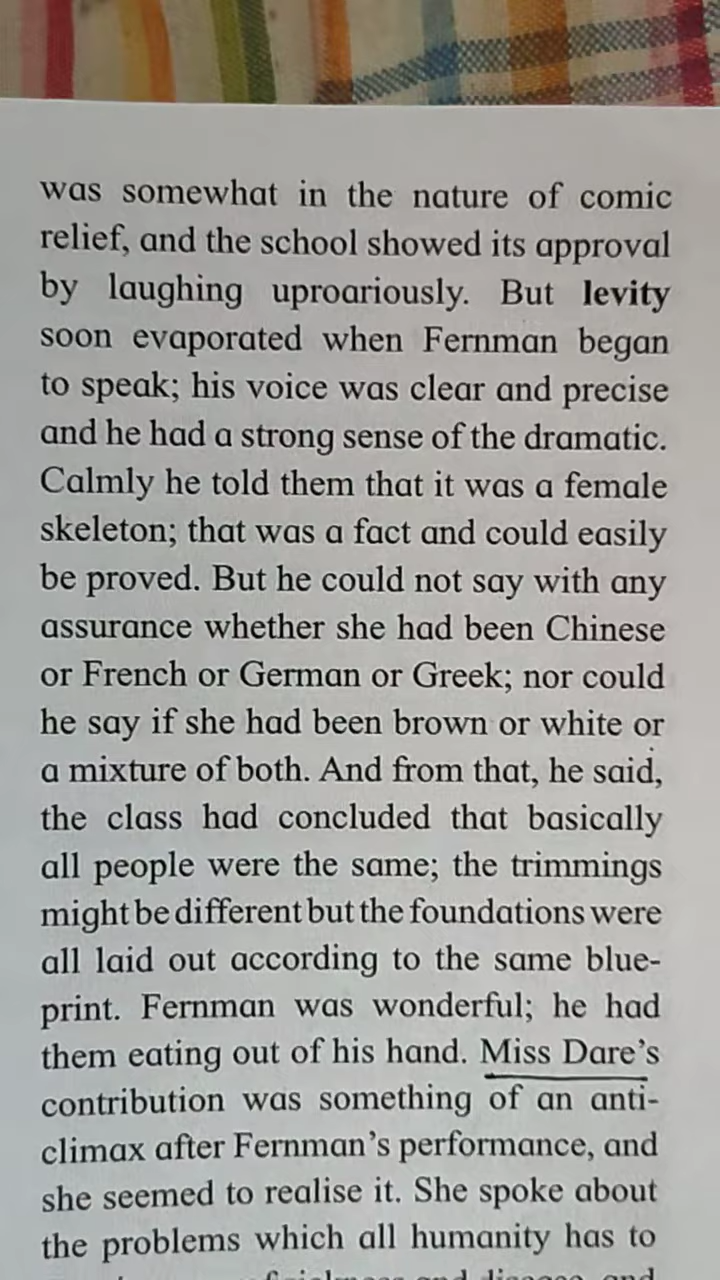 was somewhat in the nature of comic
relief, and the school showed its approval
by laughing uproariously. But levity
soon evaporated when Fernman began
to speak; his voice was clear and precise
and he had a strong sense of the dramatic.
Calmly he told them that it was a female
skeleton; that was a fact and could easily
be proved. But he could not say with any
assurance whether she had been Chinese
or French or German or Greek; nor could
he say if she had been brown or white or
a mixture of both. And from that, he said,
the class had concluded that basically
all people were the same; the trimmings
might be different but the foundations were
all laid out according to the same blue-
print. Fernman was wonderful; he had
them eating out of his hand. Miss Dare's
contribution was something of an anti-
climax after Fernman's performance, and
she seemed to realise it. She spoke about
the problems which all humanity has to
and disease, and